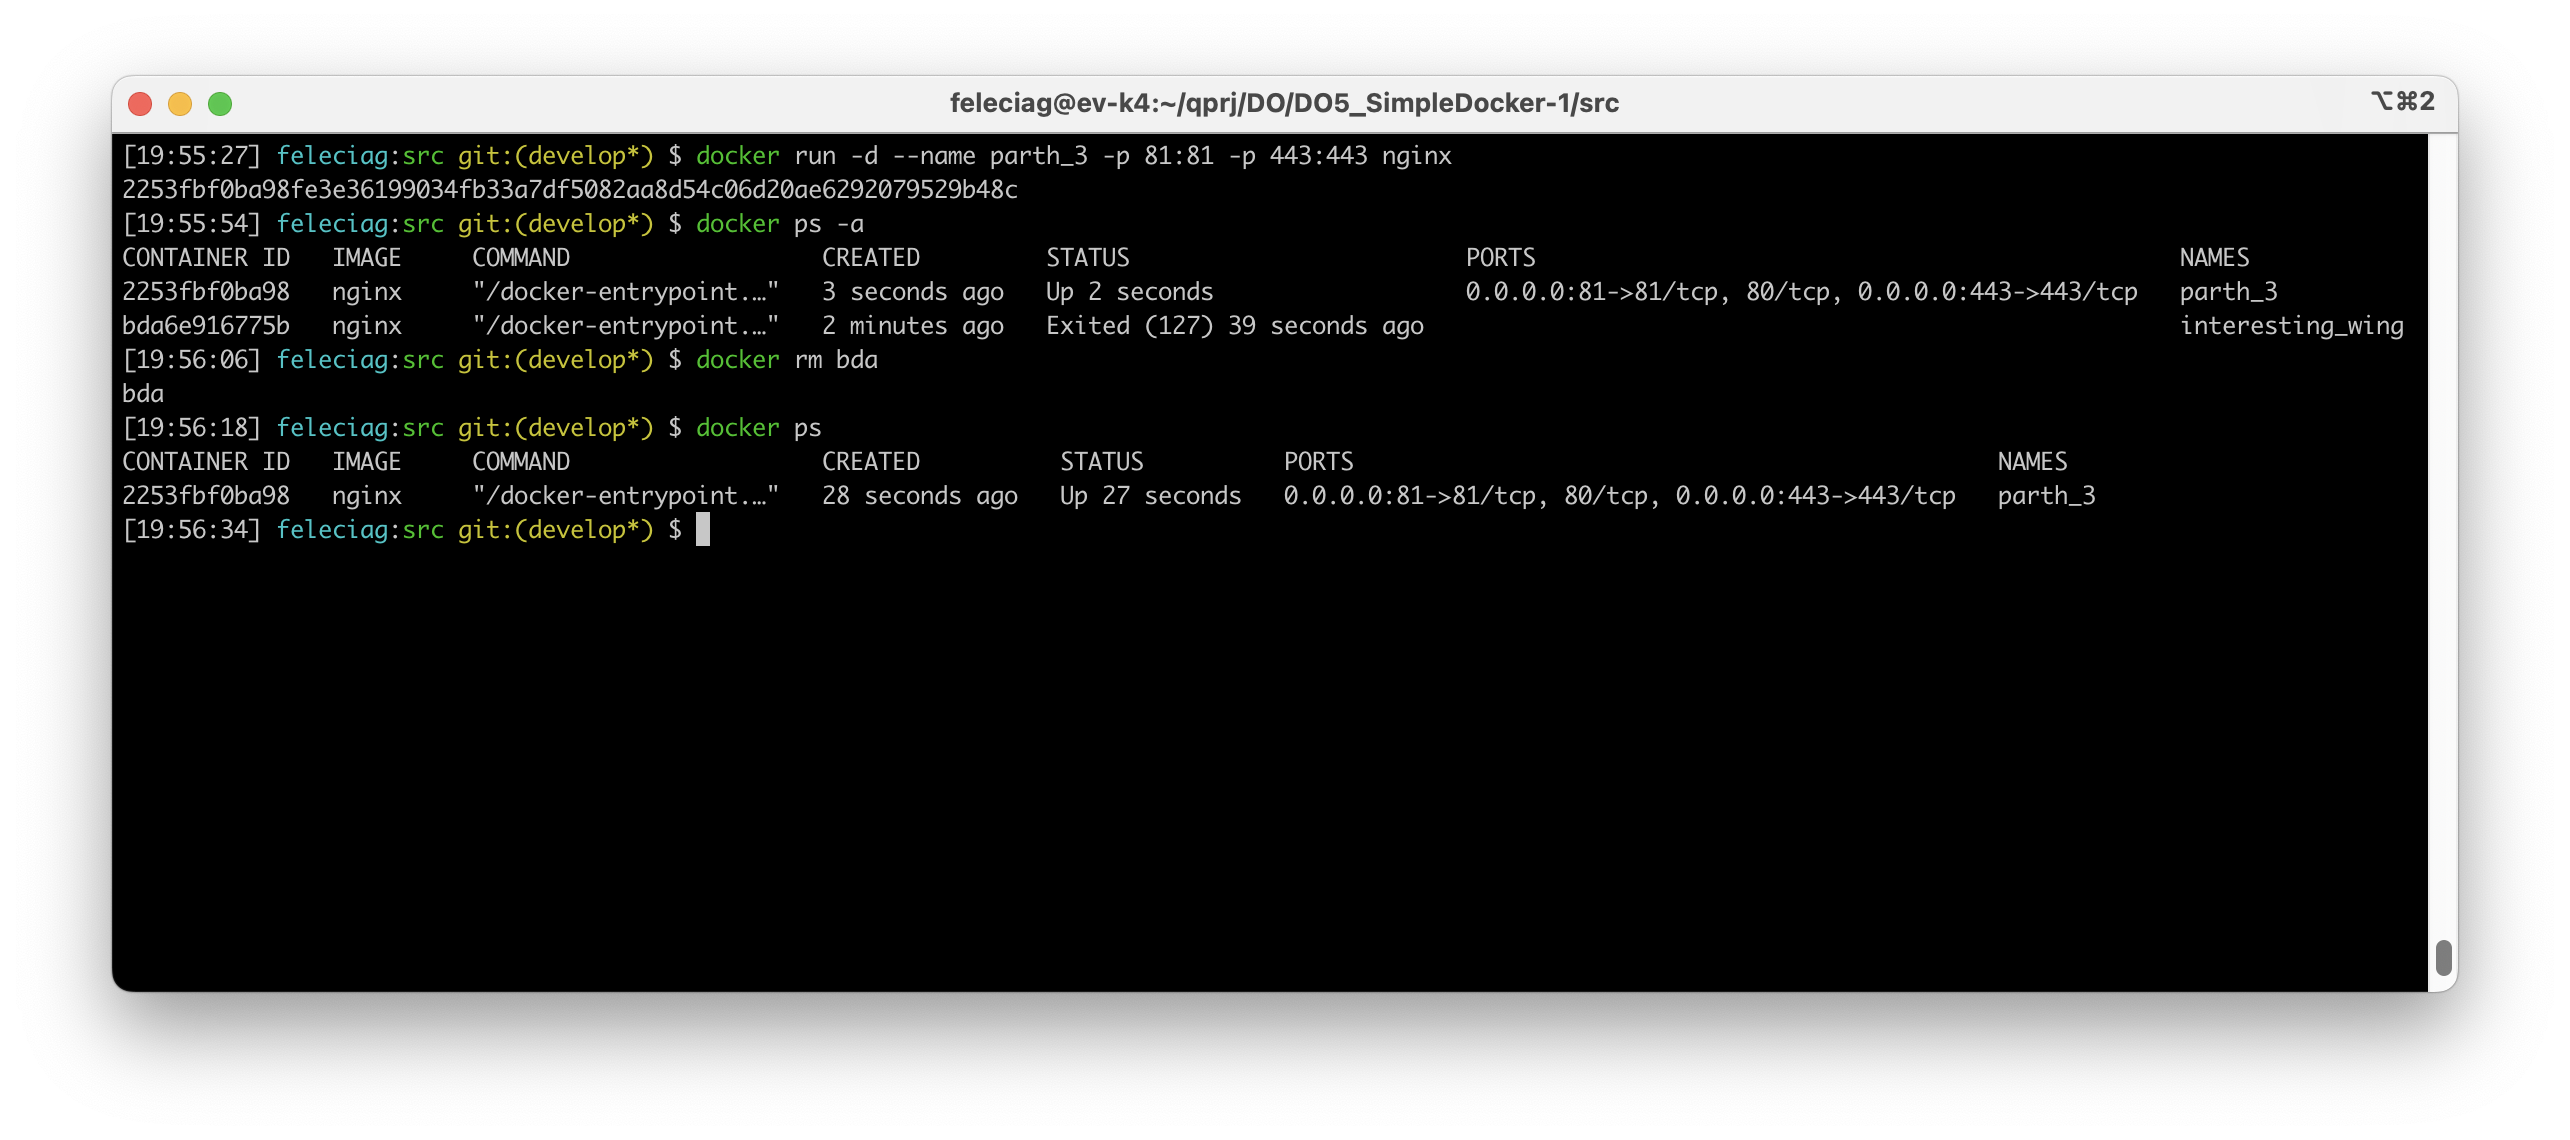 feleciag@ev-k4:~/qprj/DO/DO5_SimpleDocker-1/src ⌥⌘2
[19:55:27] feleciag:src git:(develop*) $ docker run -d --name parth_3 -p 81:81 -p 443:443 nginx
2253fbf0ba98fe3e36199034fb33a7df5082aa8d54c06d20ae6292079529b48c
[19:55:54] feleciag:src git:(develop*) $ docker ps -a
CONTAINER ID   IMAGE     COMMAND                  CREATED         STATUS                        PORTS                                              NAMES
2253fbf0ba98   nginx     "/docker-entrypoint.…"   3 seconds ago   Up 2 seconds                  0.0.0.0:81->81/tcp, 80/tcp, 0.0.0.0:443->443/tcp   parth_3
bda6e916775b   nginx     "/docker-entrypoint.…"   2 minutes ago   Exited (127) 39 seconds ago                                                      interesting_wing
[19:56:06] feleciag:src git:(develop*) $ docker rm bda
bda
[19:56:18] feleciag:src git:(develop*) $ docker ps
CONTAINER ID   IMAGE     COMMAND                  CREATED          STATUS          PORTS                                              NAMES
2253fbf0ba98   nginx     "/docker-entrypoint.…"   28 seconds ago   Up 27 seconds   0.0.0.0:81->81/tcp, 80/tcp, 0.0.0.0:443->443/tcp   parth_3
[19:56:34] feleciag:src git:(develop*) $